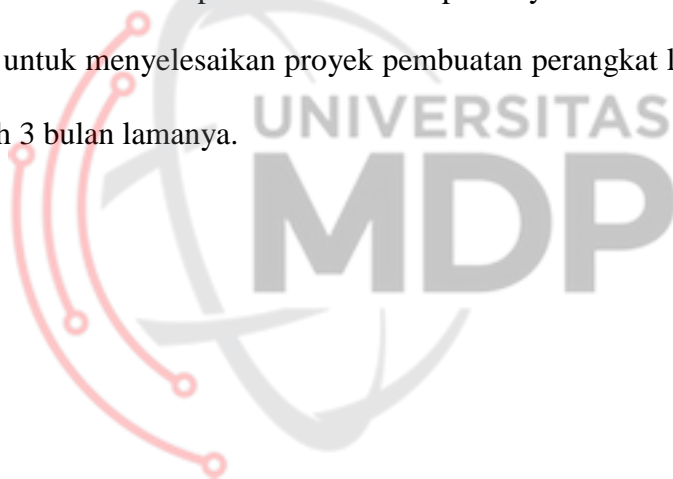 untuk menyelesaikan proyek pembuatan perangkat
3 bulan lamanya.
UNIVERSITAS
MDP